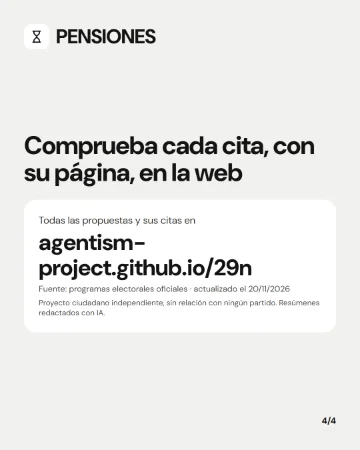 PENSIONES
Comprueba cada cita, con
su página, en la web
Todas las propuestas y sus citas en
agentism-
project.github.io/29n
Fuente: programas electorales oficiales · actualizado el 20/11/2026
Proyecto ciudadano independiente, sin relación con ningún partido. Resúmenes
redactados con IA.
4/4